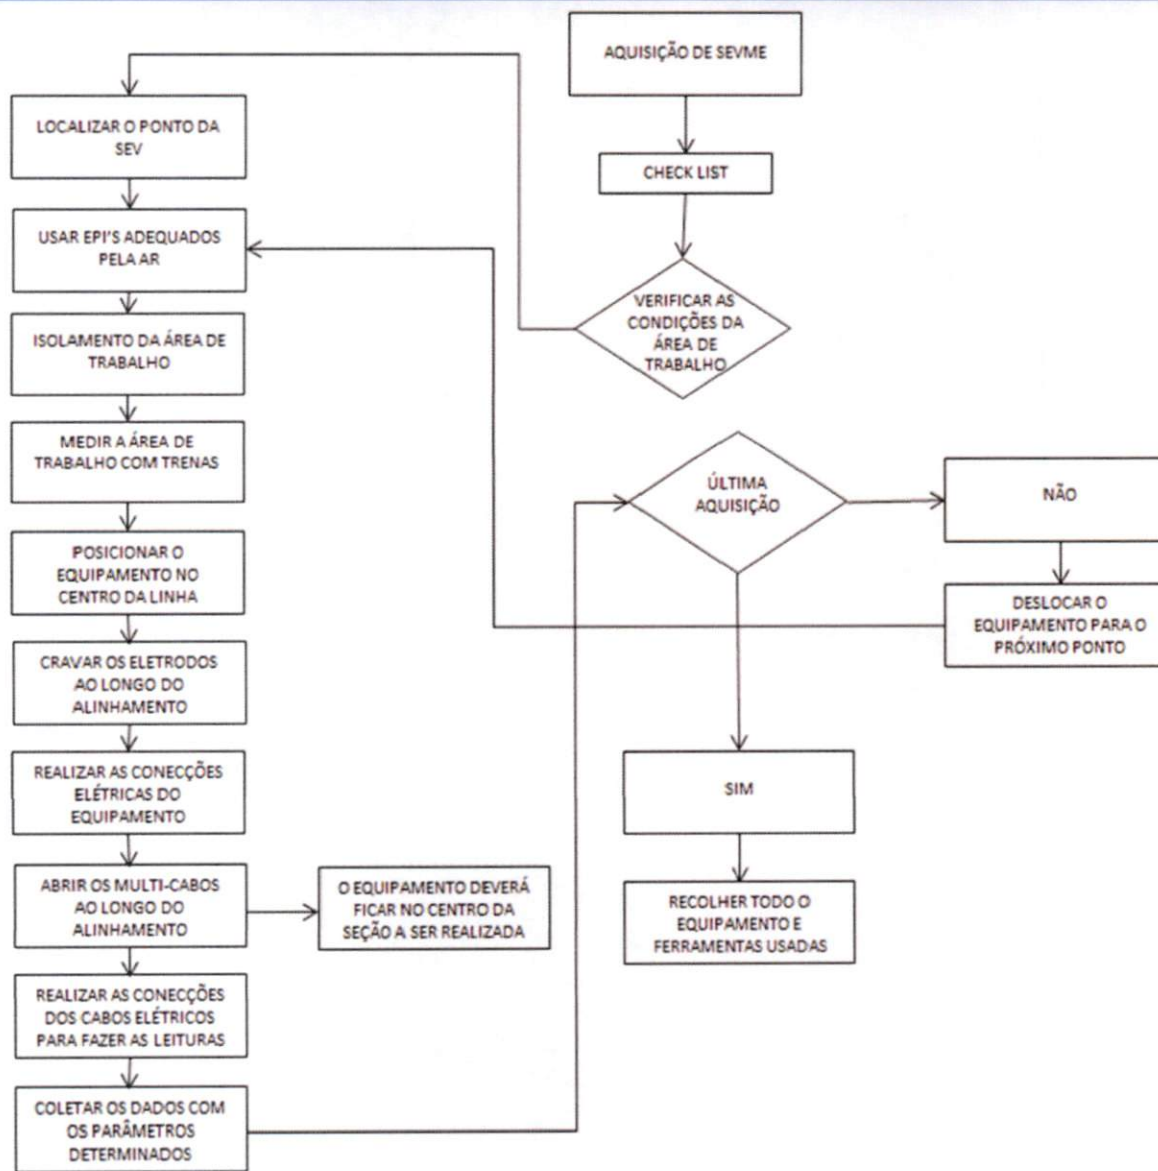 AQUISIÇÃO DE SEVME
CHECK LIST
VERIFICAR AS
CONDIÇÕES DA
ÁREA DE
TRABALHO
LOCALIZAR O PONTO DA
SEV
USAR EPI'S ADEQUADOS
PELA AR
ISOLAMENTO DA ÁREA DE
TRABALHO
MEDIR A ÁREA DE
TRABALHO COM TRENAS
POSICIONAR O
EQUIPAMENTO NO
CENTRO DA LINHA
CRAVAR OS ELETRODOS
AO LONGO DO
ALINHAMENTO
REALIZAR AS CONECÇÕES
ELÉTRICAS DO
EQUIPAMENTO
ABRIR OS MULTI-CABOS
AO LONGO DO
ALINHAMENTO
O EQUIPAMENTO DEVERÁ
FICAR NO CENTRO DA
SEÇÃO A SER REALIZADA
REALIZAR AS CONECÇÕES
DOS CABOS ELÉTRICOS
PARA FAZER AS LEITURAS
COLETAR OS DADOS COM
OS PARÂMETROS
DETERMINADOS
ÚLTIMA
AQUISIÇÃO
NÃO
DESLOCAR O
EQUIPAMENTO PARA O
PRÓXIMO PONTO
SIM
RECOLHER TODO O
EQUIPAMENTO E
FERRAMENTAS USADAS